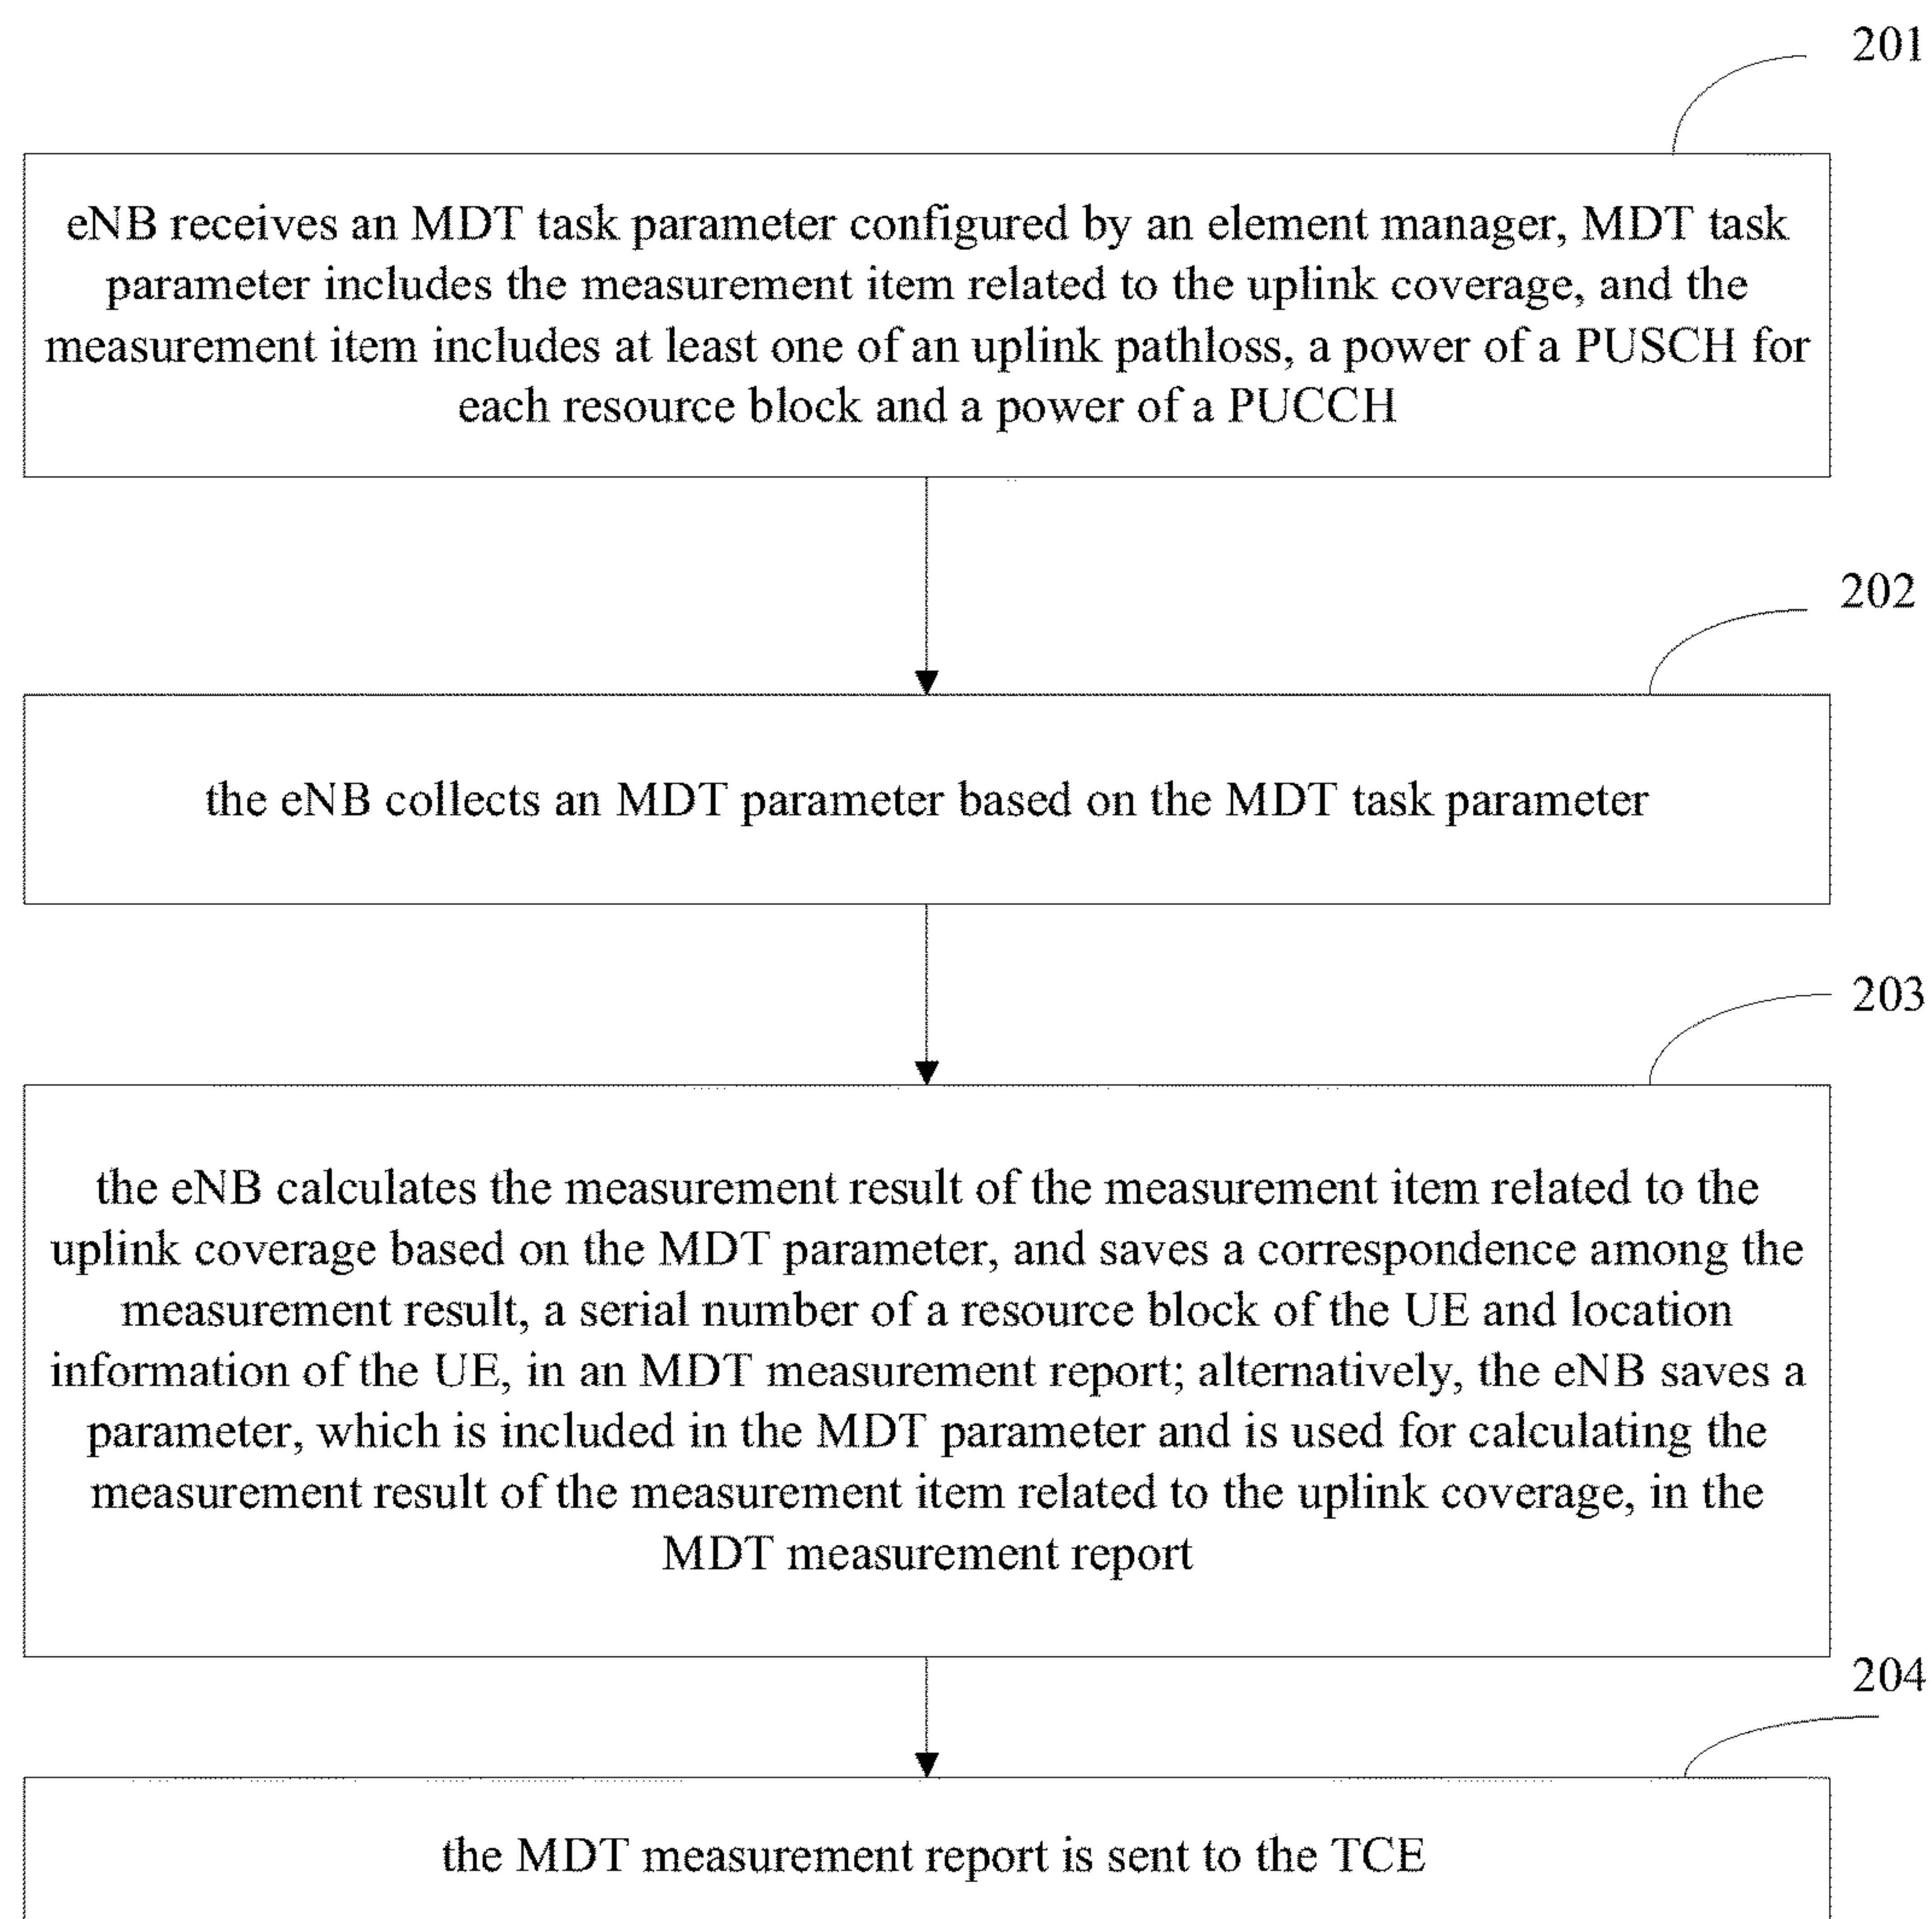 201
eNB receives an MDT task parameter configured by an element manager, MDT task
parameter includes the measurement item related to the uplink coverage, and the
measurement item includes at least one of an uplink pathloss, a power of a PUSCH for
each resource block and a power of a PUCCH
202
the eNB collects an MDT parameter based on the MDT task parameter
203
the eNB calculates the measurement result of the measurement item related to the
uplink coverage based on the MDT parameter, and saves a correspondence among the
measurement result, a serial number of a resource block of the UE and location
information of the UE, in an MDT measurement report; alternatively, the eNB saves a
parameter, which is included in the MDT parameter and is used for calculating the
measurement result of the measurement item related to the uplink coverage, in the
MDT measurement report
204
the MDT measurement report is sent to the TCE